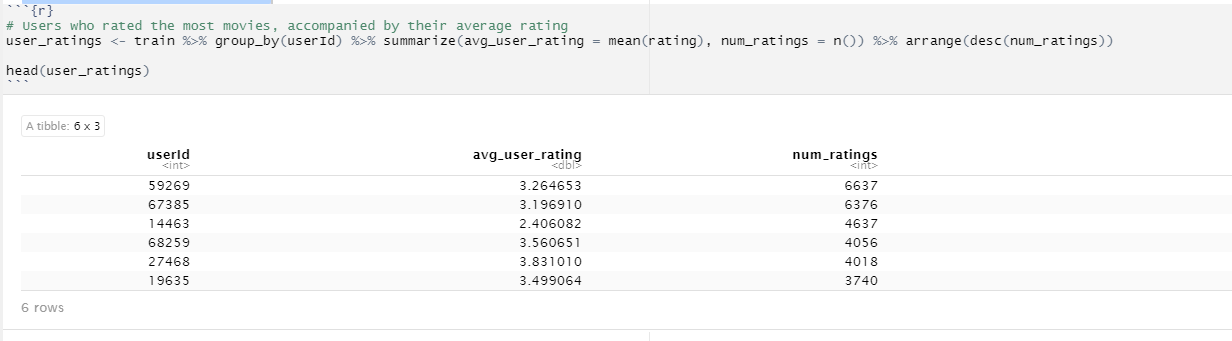 ```{r}
# Users who rated the most movies, accompanied by their average rating
user_ratings <- train %>% group_by(userId) %>% summarize(avg_user_rating = mean(rating), num_ratings = n()) %>% arrange(desc(num_ratings))
head(user_ratings)
```
A tibble: 6 x 3
userId avg_user_rating num_ratings
<int> <dbl> <int>
59269 3.264653 6637
67385 3.196910 6376
14463 2.406082 4637
68259 3.560651 4056
27468 3.831010 4018
19635 3.499064 3740
6 rows